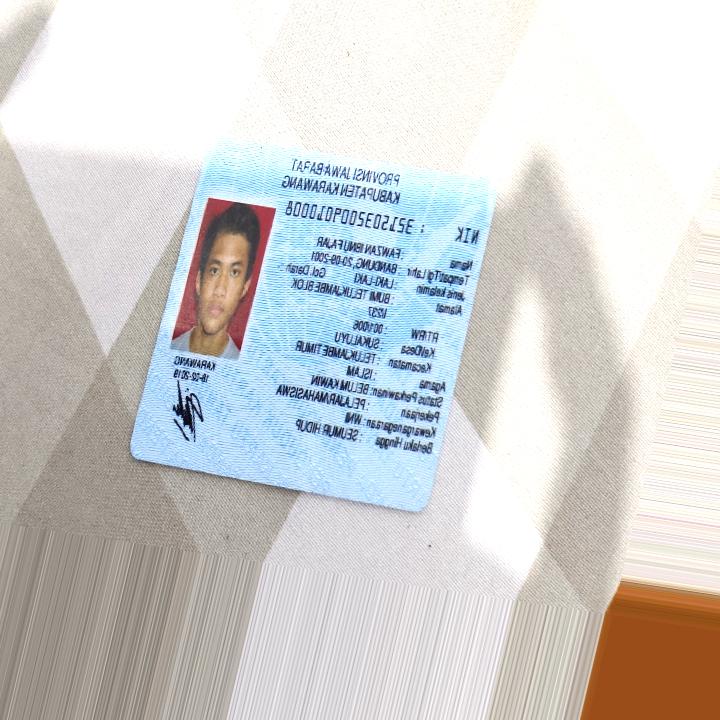 PROVINSI JAWA BARAT
KABUPATEN KARAWANG
NIK : 3215032009010008
Nama : FAWZAN IBNU FAJAR
Tempat/Tgl Lahir : BANDUNG, 20-09-2001
Jenis kelamin : LAKI-LAKI Gol. Darah
Alamat : BUMI TELUKJAMBE BLOK
RT/RW : 001/006
Kel/Desa : SUKALUYU
Kecamatan : TELUKJAMBE TIMUR
Agama : ISLAM
Status Perkawinan: BELUM KAWIN
Pekerjaan : PELAJAR/MAHASISWA
Kewarganegaraan: WNI
Berlaku Hingga : SEUMUR HIDUP
KARAWANG
18-02-2019